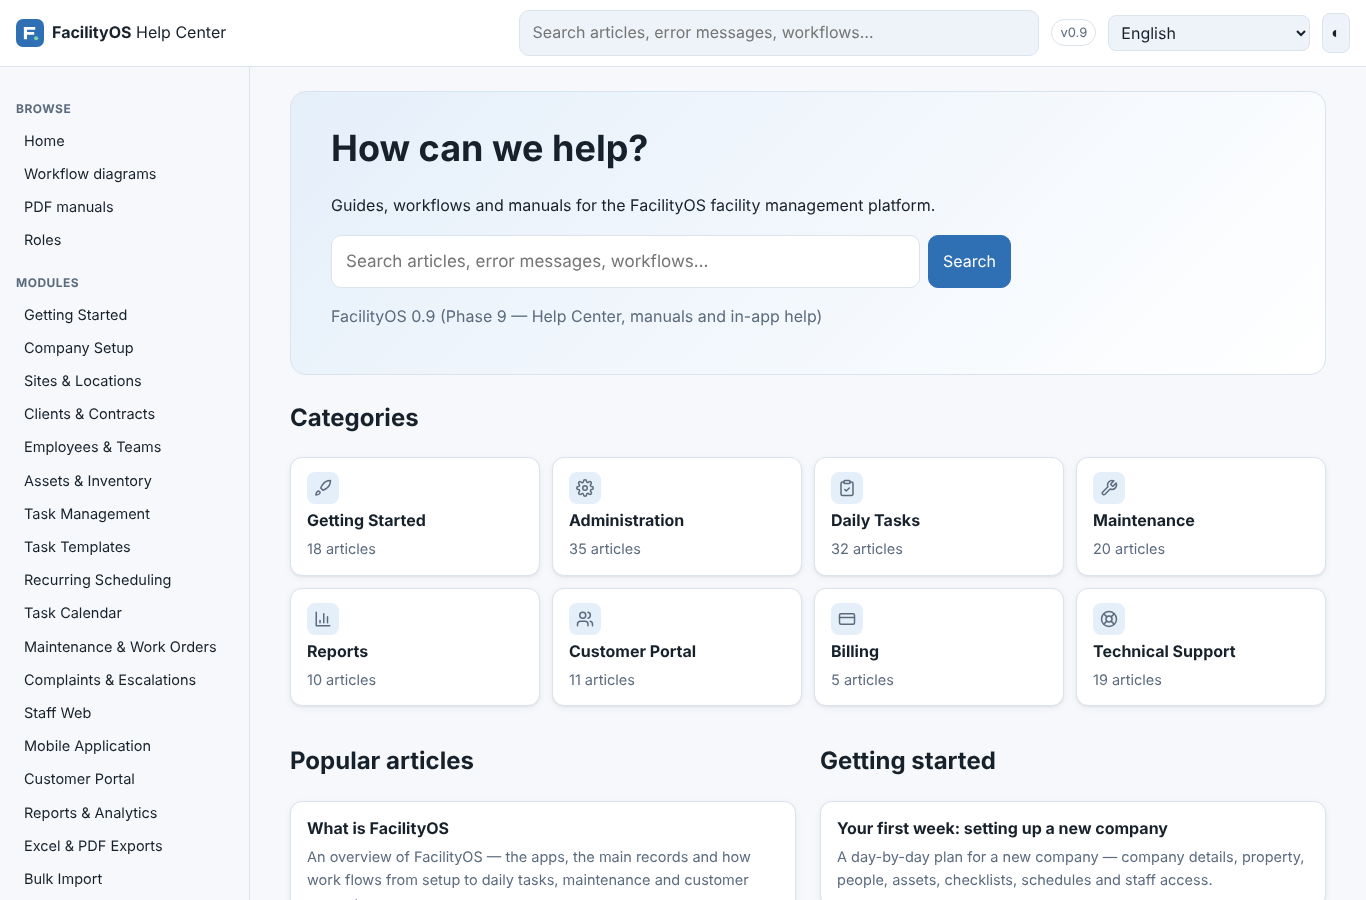 FacilityOS Help Center
Search articles, error messages, workflows...
v0.9
English
BROWSE
Home
Workflow diagrams
PDF manuals
Roles
MODULES
Getting Started
Company Setup
Sites & Locations
Clients & Contracts
Employees & Teams
Assets & Inventory
Task Management
Task Templates
Recurring Scheduling
Task Calendar
Maintenance & Work Orders
Complaints & Escalations
Staff Web
Mobile Application
Customer Portal
Reports & Analytics
Excel & PDF Exports
Bulk Import
How can we help?
Guides, workflows and manuals for the FacilityOS facility management platform.
Search articles, error messages, workflows...
Search
FacilityOS 0.9 (Phase 9 — Help Center, manuals and in-app help)
Categories
Getting Started
18 articles
Administration
35 articles
Daily Tasks
32 articles
Maintenance
20 articles
Reports
10 articles
Customer Portal
11 articles
Billing
5 articles
Technical Support
19 articles
Popular articles
What is FacilityOS
An overview of FacilityOS — the apps, the main records and how
work flows from setup to daily tasks, maintenance and customer
Getting started
Your first week: setting up a new company
A day-by-day plan for a new company — company details, property,
people, assets, checklists, schedules and staff access.